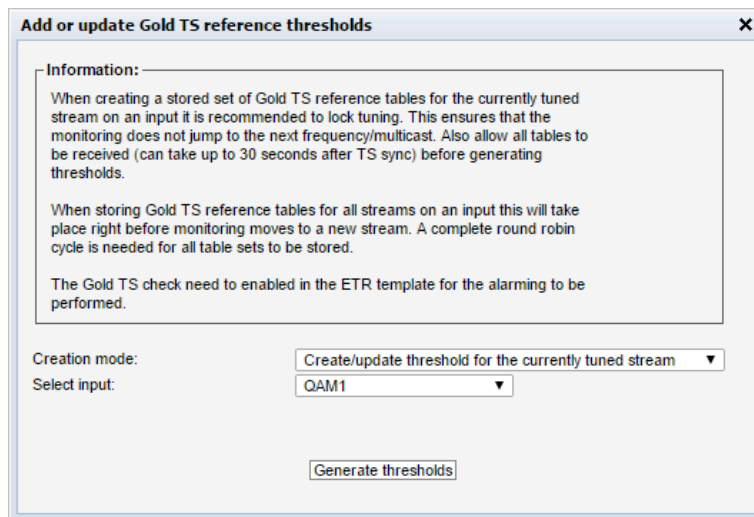 Add or update Gold TS reference thresholds
Information:
When creating a stored set of Gold TS reference tables for the currently tuned
stream on an input it is recommended to lock tuning. This ensures that the
monitoring does not jump to the next frequency/multicast. Also allow all tables to
be received (can take up to 30 seconds after TS sync) before generating
thresholds.
When storing Gold TS reference tables for all streams on an input this will take
place right before monitoring moves to a new stream. A complete round robin
cycle is needed for all table sets to be stored.
The Gold TS check need to enabled in the ETR template for the alarming to be
performed.
Creation mode: Create/update threshold for the currently tuned stream
Select input: QAM1
Generate thresholds